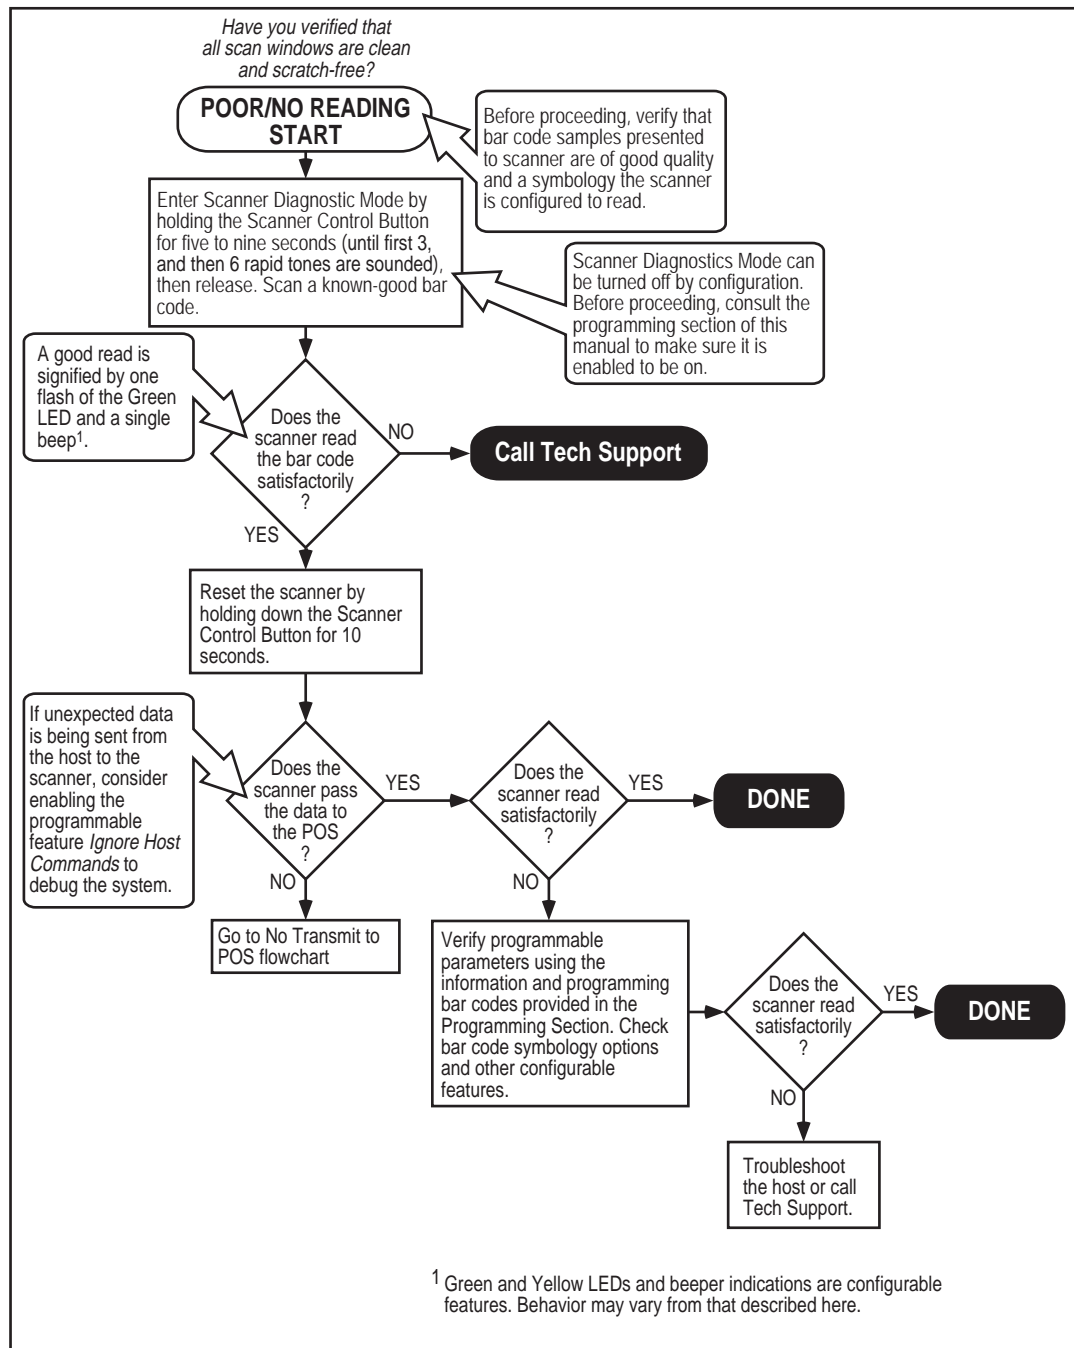 Have you verified that
all scan windows are clean
and scratch-free?
POOR/NO READING
START
Before proceeding, verify that
bar code samples presented
to scanner are of good quality
and a symbology the scanner
is configured to read.
Enter Scanner Diagnostic Mode by
holding the Scanner Control Button
for five to nine seconds (until first 3,
and then 6 rapid tones are sounded),
then release. Scan a known-good bar
code.
Scanner Diagnostics Mode can
be turned off by configuration.
Before proceeding, consult the
programming section of this
manual to make sure it is
enabled to be on.
A good read is
signified by one
flash of the Green
LED and a single
beep1.
Does the
scanner read
the bar code
satisfactorily
?
NO
Call Tech Support
YES
Reset the scanner by
holding down the Scanner
Control Button for 10
seconds.
If unexpected data
is being sent from
the host to the
scanner, consider
enabling the
programmable
feature Ignore Host
Commands to
debug the system.
Does the
scanner pass
the data to
the POS
?
YES
Does the
scanner read
satisfactorily
?
YES
DONE
NO
Go to No Transmit to
POS flowchart
NO
Verify programmable
parameters using the
information and programming
bar codes provided in the
Programming Section. Check
bar code symbology options
and other configurable
features.
Does the
scanner read
satisfactorily
?
YES
DONE
NO
Troubleshoot
the host or call
Tech Support.
1 Green and Yellow LEDs and beeper indications are configurable
features. Behavior may vary from that described here.